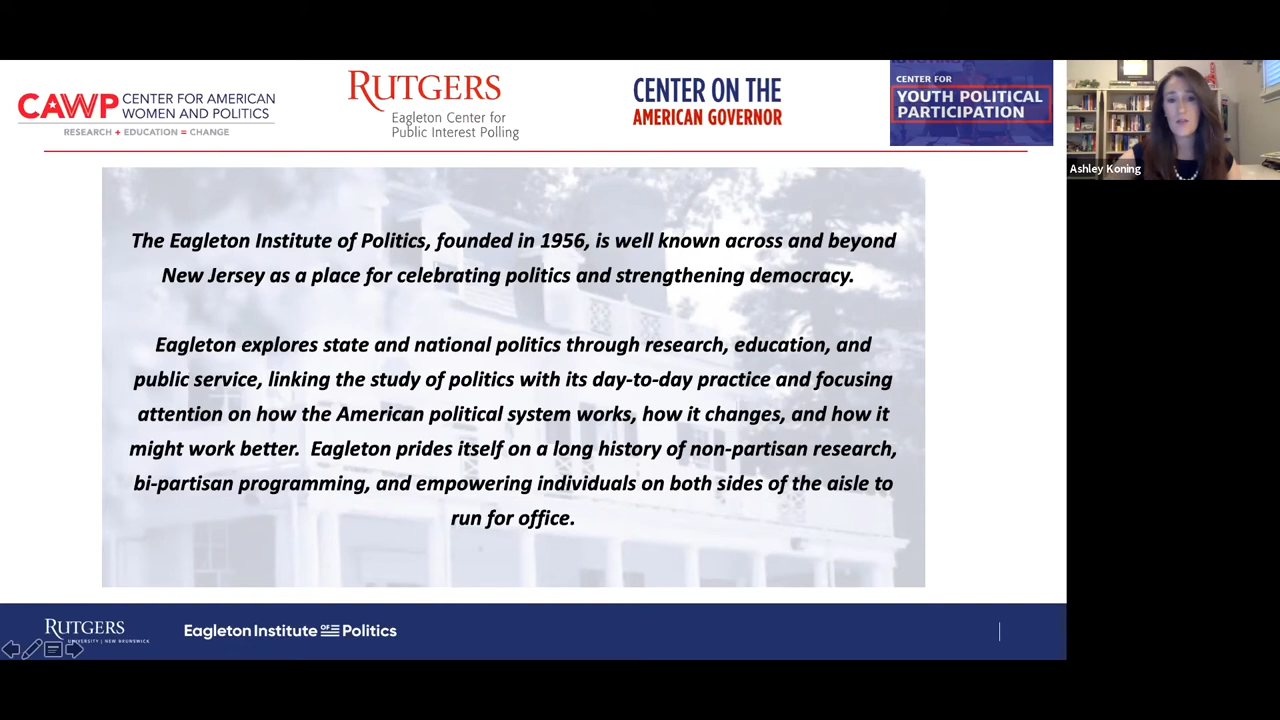 CAWP CENTER FOR AMERICAN
WOMEN AND POLITICS
RESEARCH + EDUCATION = CHANGE
RUTGERS
Eagleton Center for
Public Interest Polling
CENTER ON THE
AMERICAN GOVERNOR
CENTER FOR
YOUTH POLITICAL
PARTICIPATION
Ashley Koning
The Eagleton Institute of Politics, founded in 1956, is well known across and beyond
New Jersey as a place for celebrating politics and strengthening democracy.
Eagleton explores state and national politics through research, education, and
public service, linking the study of politics with its day-to-day practice and focusing
attention on how the American political system works, how it changes, and how it
might work better.  Eagleton prides itself on a long history of non-partisan research,
bi-partisan programming, and empowering individuals on both sides of the aisle to
run for office.
RUTGERS
UNIVERSITY | NEW BRUNSWICK
Eagleton Institute OF Politics